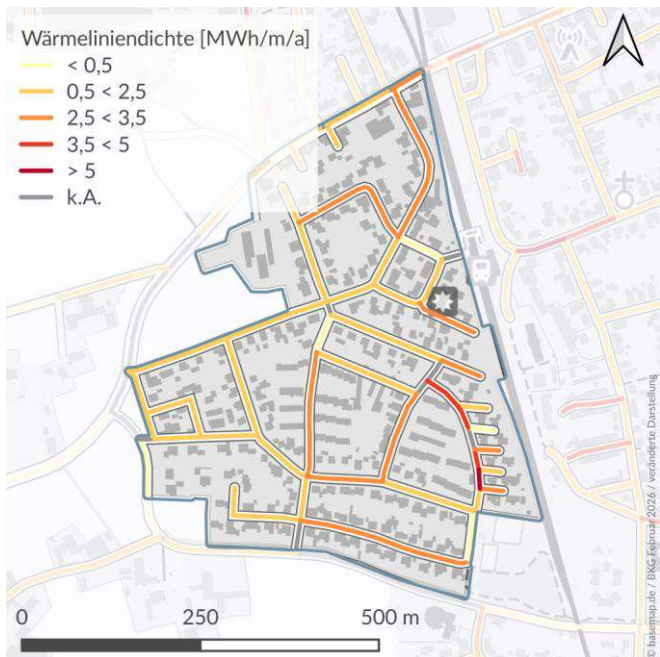 Wärmeliniendichte [MWh/m/a]
< 0,5
0,5 < 2,5
2,5 < 3,5
3,5 < 5
> 5
k.A.
0 250 500 m
© basemap.de / BKG Februar 2026 / veränderte Darstellung